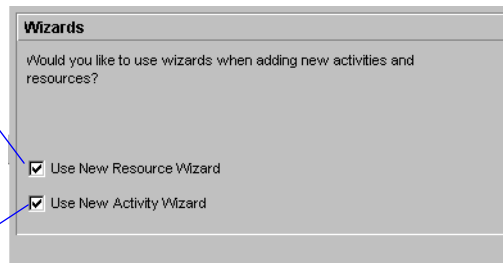 Wizards
Would you like to use wizards when adding new activities and
resources?
Use New Resource Wizard
Use New Activity Wizard